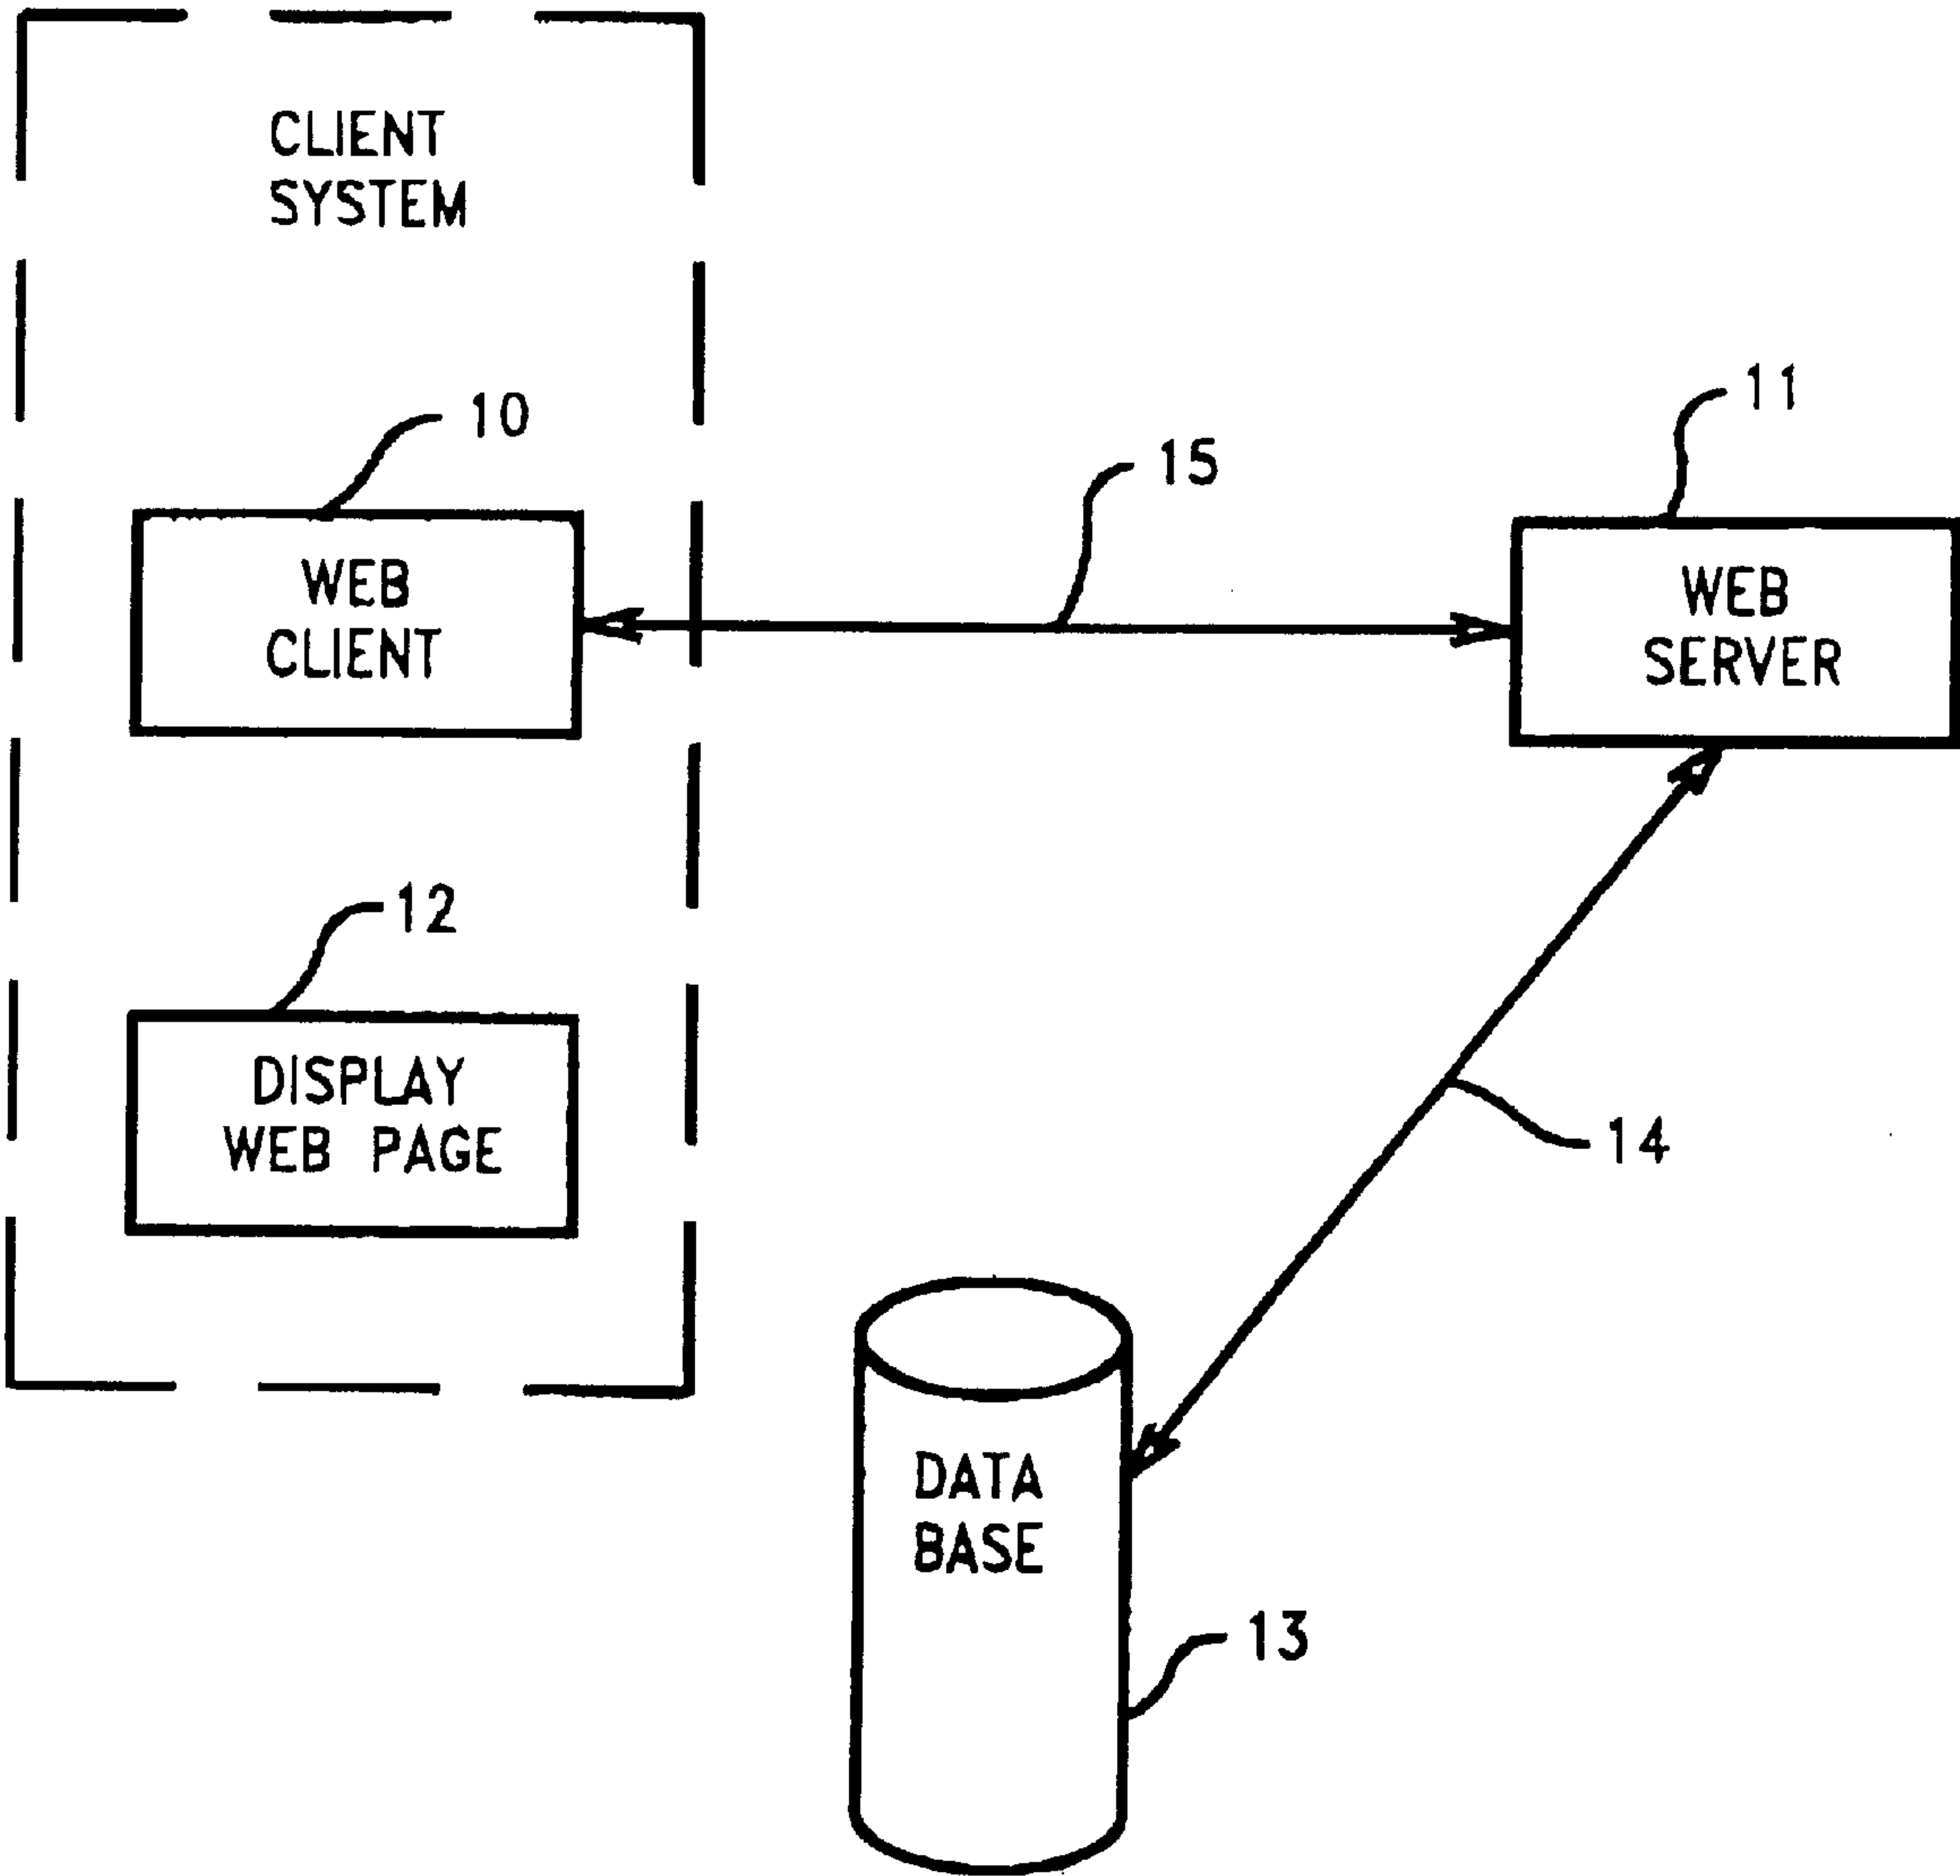 CLIENT
SYSTEM
10
11
15
WEB
CLIENT
WEB
SERVER
12
DISPLAY
WEB PAGE
14
DATA
BASE
13